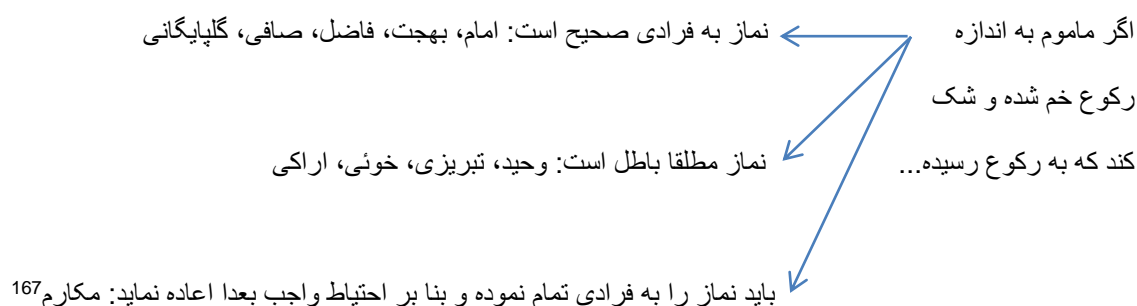 اگر ماموم به اندازه
رکوع خم شده و شک
کند که به رکوع رسیده...
نماز به فرادی صحیح است: امام، بهجت، فاضل، صافی، گلپایگانی
نماز مطلقا باطل است: وحید، تبریزی، خوئی، اراکی
باید نماز را به فرادی تمام نموده و بنا بر احتیاط واجب بعدا اعاده نماید: مکارم167